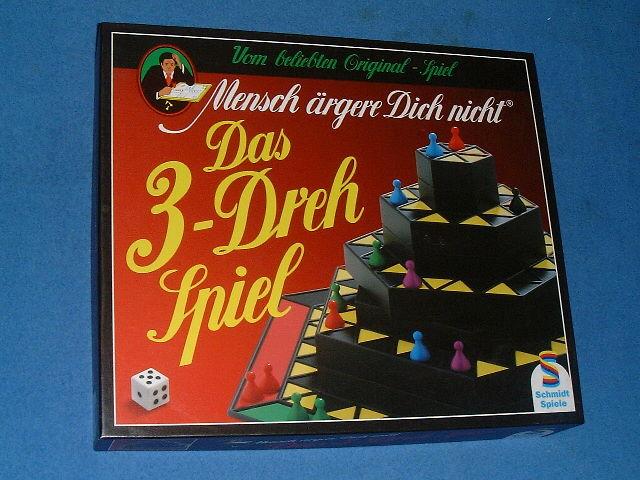 Vom beliebten Original-Spiel
Mensch ärgere Dich nicht®
Das
3-Dreh
Spiel
Schmidt
Spiele